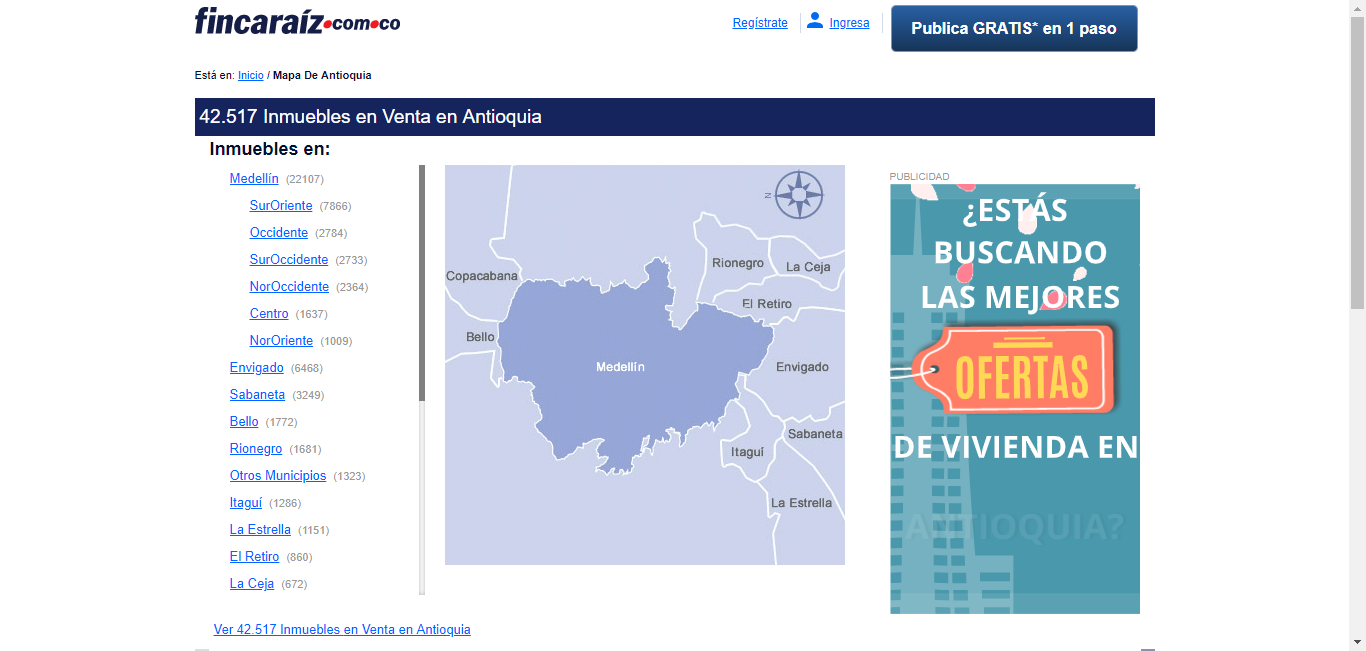 fincaraíz.com.co
Regístrate
Ingresa
Publica GRATIS* en 1 paso
Está en: Inicio / Mapa De Antioquia
42.517 Inmuebles en Venta en Antioquia
Inmuebles en:
Medellín (22107)
SurOriente (7866)
Occidente (2784)
SurOccidente (2733)
NorOccidente (2364)
Centro (1637)
NorOriente (1009)
Envigado (6468)
Sabaneta (3249)
Bello (1772)
Rionegro (1681)
Otros Municipios (1323)
Itaguí (1286)
La Estrella (1151)
El Retiro (860)
La Ceja (672)
Ver 42.517 Inmuebles en Venta en Antioquia
N
Rionegro
La Ceja
Copacabana
El Retiro
Bello
Medellín
Envigado
Sabaneta
Itaguí
La Estrella
PUBLICIDAD
¿ESTÁS
BUSCANDO
LAS MEJORES
OFERTAS
DE VIVIENDA EN
ANTIOQUIA?